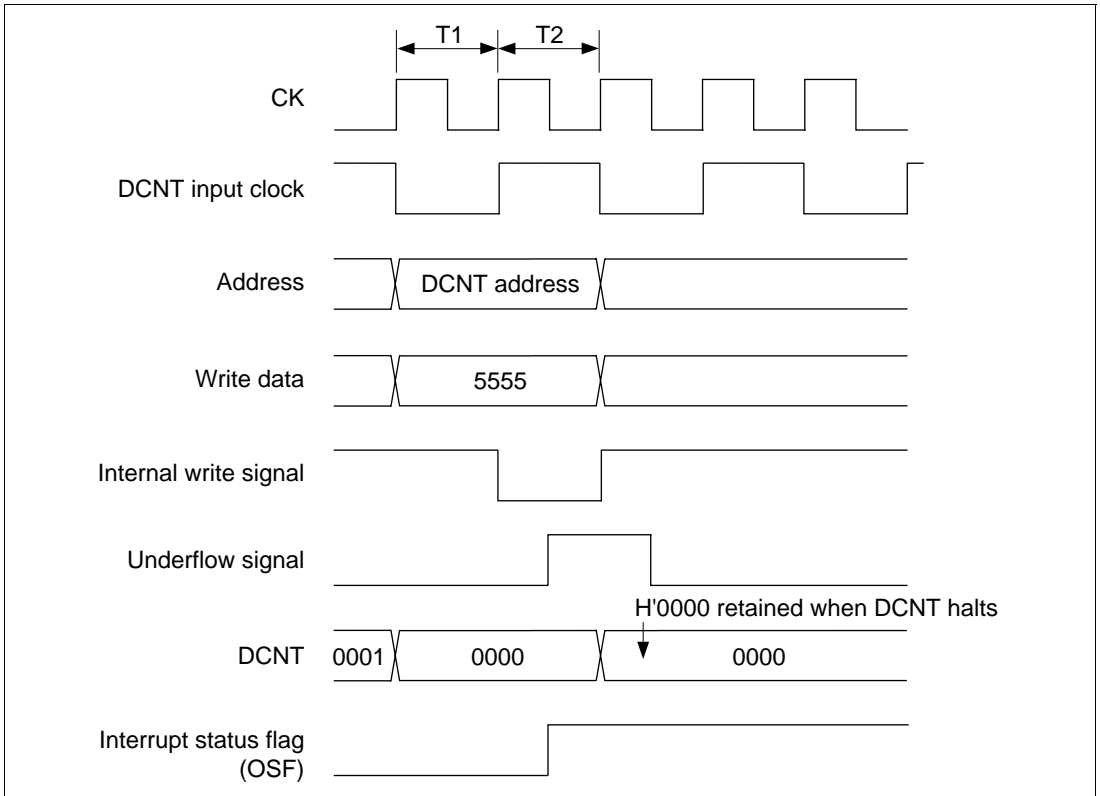 T1 T2
CK
DCNT input clock
Address DCNT address
Write data 5555
Internal write signal
Underflow signal
H'0000 retained when DCNT halts
DCNT 0001 0000 0000
Interrupt status flag
(OSF)